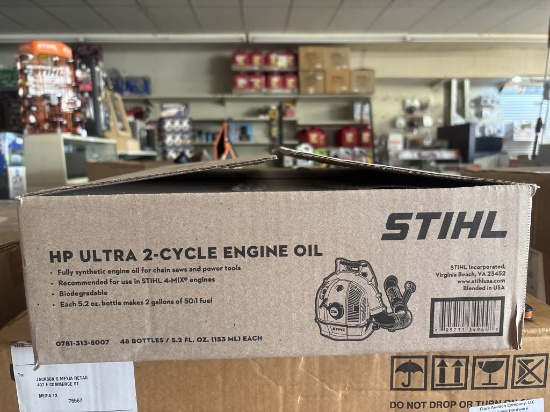 STIHL
STIHL
HP ULTRA 2-CYCLE ENGINE OIL
• Fully synthetic engine oil for chain saws and power tools
• Recommended for use in STIHL 4-MIX® engines
• Biodegradable
• Each 5.2 oz. bottle makes 2 gallons of 50:1 fuel
STIHL Incorporated,
Virginia Beach, VA 23452
www.stihlusa.com
Blended in USA
STIHL
0781-313-8007 48 BOTTLES / 5.2 FL. OZ. (153 ML) EACH
To:
DO NOT DROP